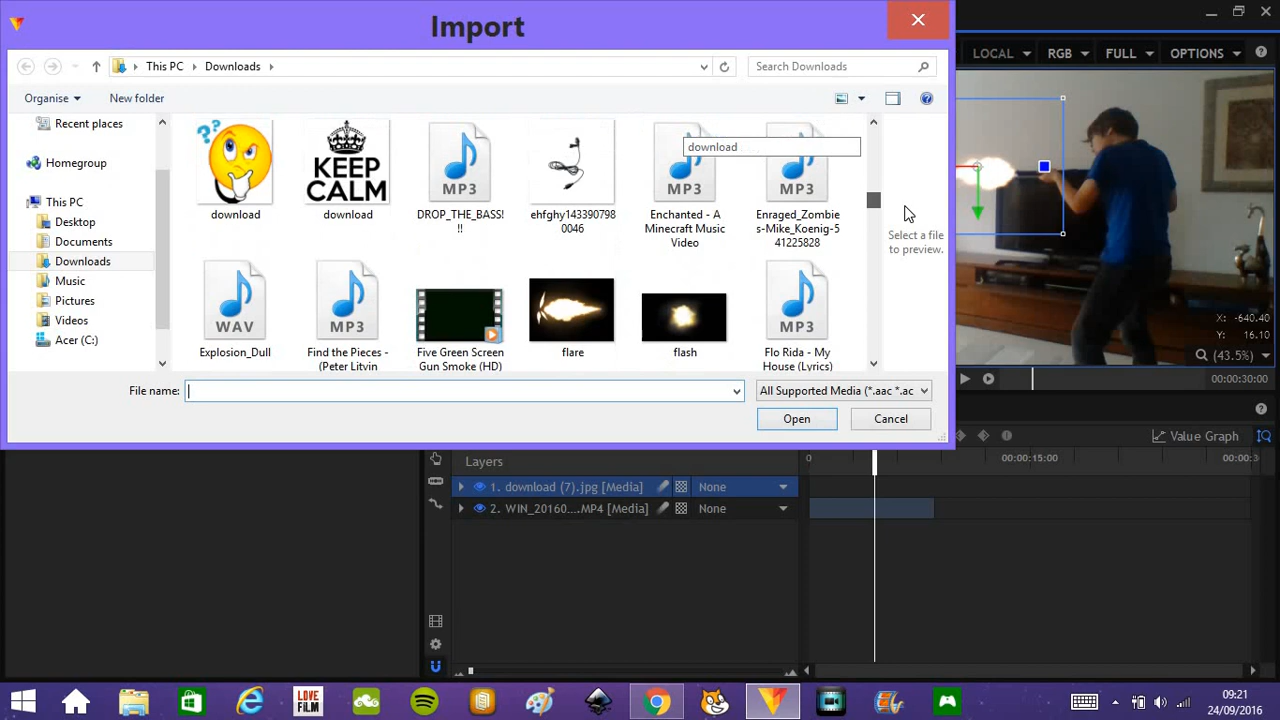 Import
This PC
Downloads
Search Downloads
Organise
New folder
Recent places
Homegroup
This PC
Desktop
Documents
Downloads
Music
Pictures
Videos
Acer (C:)
??
KEEP
CALM
MP3
MP3
MP3
download
download
download
DROP_THE_BASS!
!!
ehfghy143390798
0046
Enchanted - A
Minecraft Music
Video
Enraged_Zombie
s-Mike_Koenig-5
41225828
WAV
MP3
MP3
Explosion_Dull
Find the Pieces -
(Peter Litvin
Five Green Screen
Gun Smoke (HD)
flare
flash
Flo Rida - My
House (Lyrics)
Select a file
to preview.
File name:
All Supported Media (*.aac *.ac
Open
Cancel
LOCAL
RGB
FULL
OPTIONS
X: -640.40
Y: 16.10
(43.5%)
00:00:30:00
Value Graph
Layers
0
00:00:15:00
00:00:3
1. download (7).jpg [Media]
None
2. WIN_20160....MP4 [Media]
None
LOVE
FILM
09:21
24/09/2016